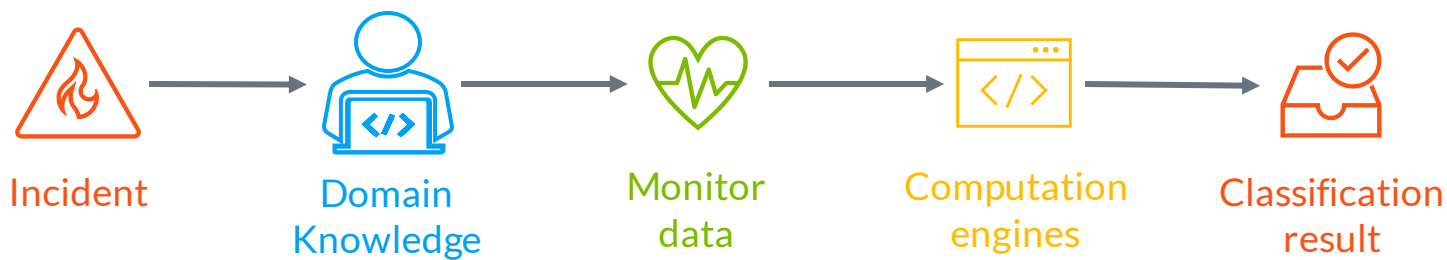 Incident
Domain
Knowledge
Monitor
data
Computation
engines
Classification
result